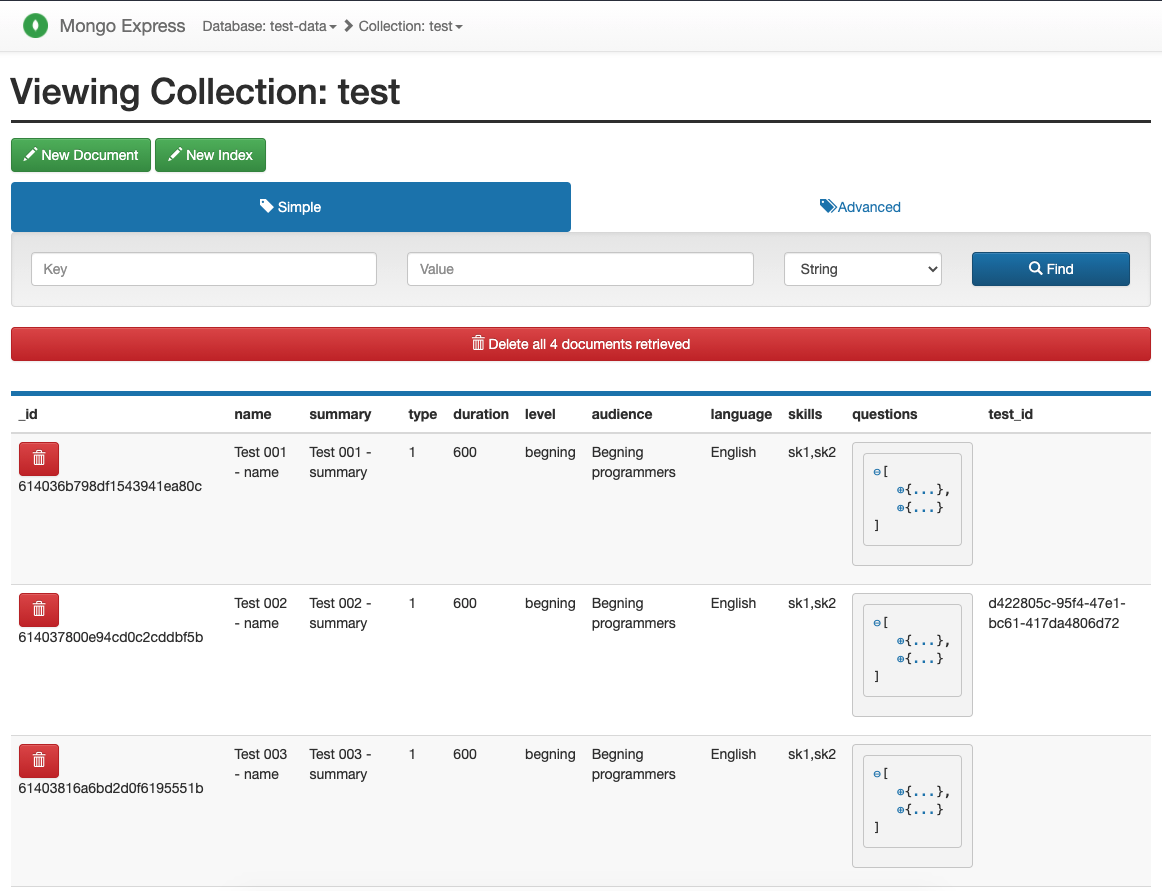 Mongo Express Database: test-data Collection: test
Viewing Collection: test
New Document New Index
Simple Advanced
Key Value String Find
Delete all 4 documents retrieved
_id name summary type duration level audience language skills questions test_id
Test 001 Test 001 - 1 600 begning Begning English sk1,sk2
- name summary programmers
614036b798df1543941ea80c
[
{...},
{...}
]
Test 002 Test 002 - 1 600 begning Begning English sk1,sk2 d422805c-95f4-47e1-
- name summary programmers bc61-417da4806d72
614037800e94cd0c2cddbf5b
[
{...},
{...}
]
Test 003 Test 003 - 1 600 begning Begning English sk1,sk2
- name summary programmers
61403816a6bd2d0f6195551b
[
{...},
{...}
]